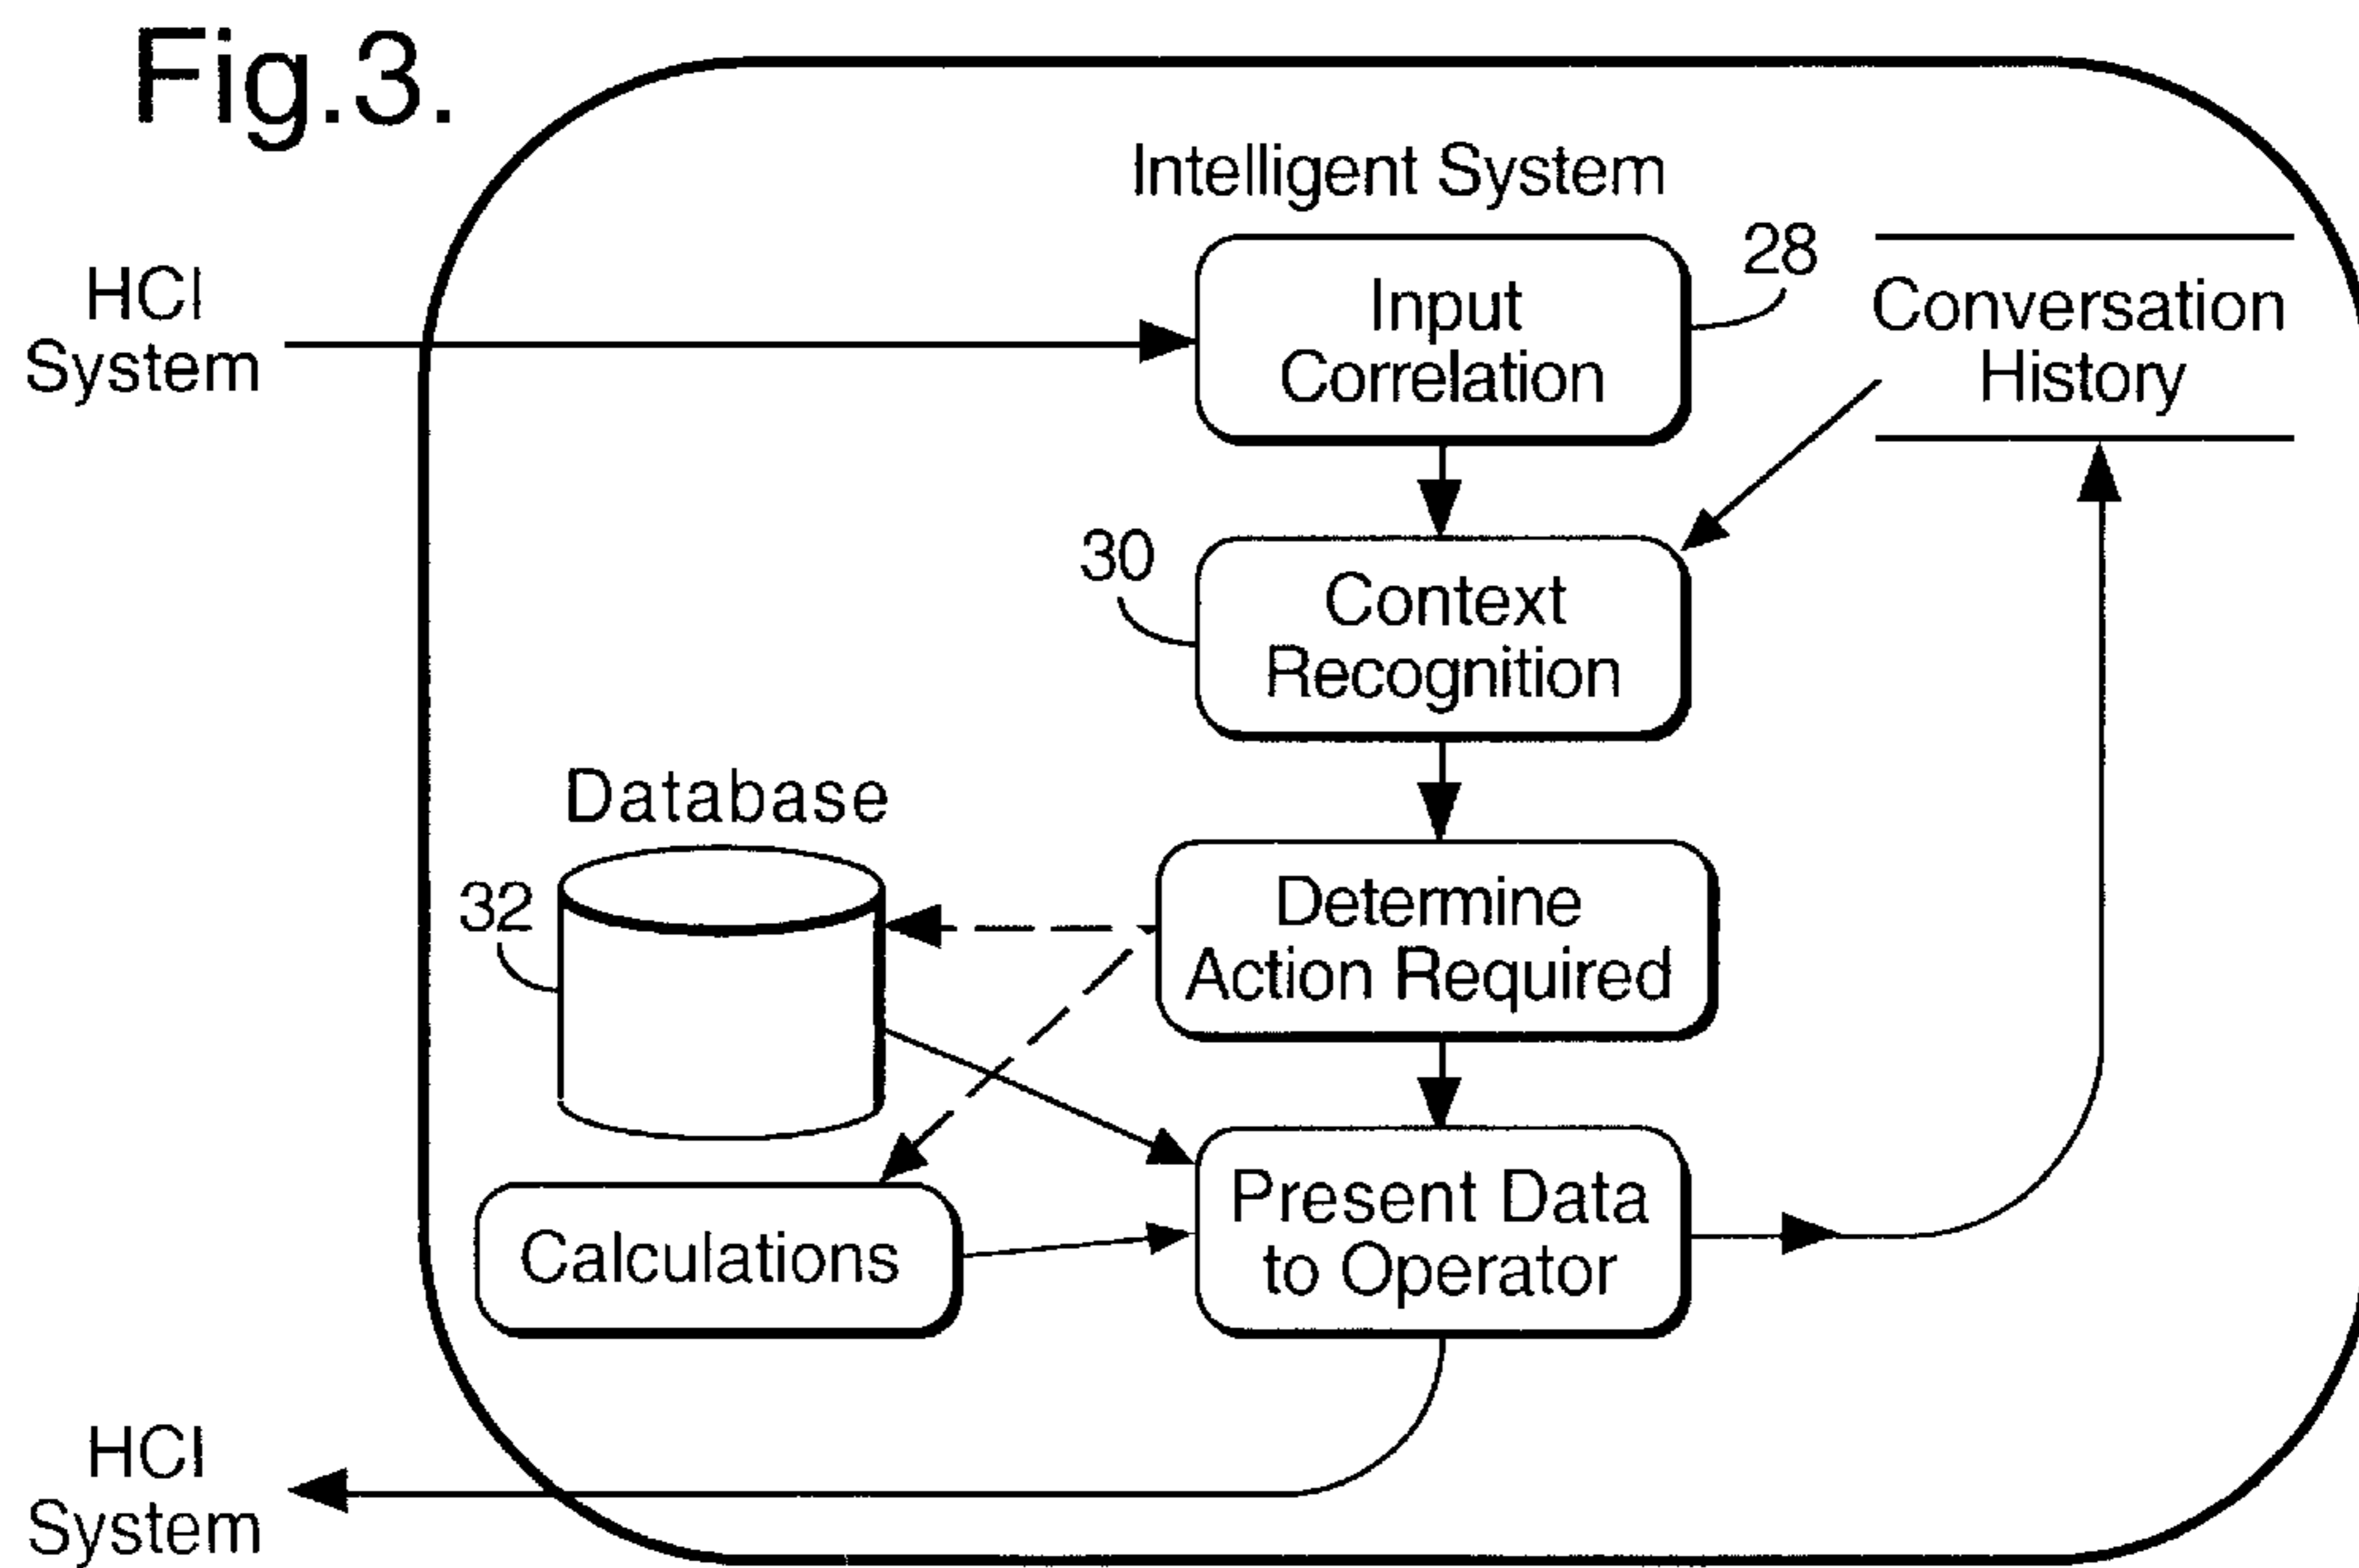 Fig.3.
Intelligent System
HCI
System
Input
Correlation
28
Conversation
History
30
Context
Recognition
Database
32
Determine
Action Required
Calculations
Present Data
to Operator
HCI
System